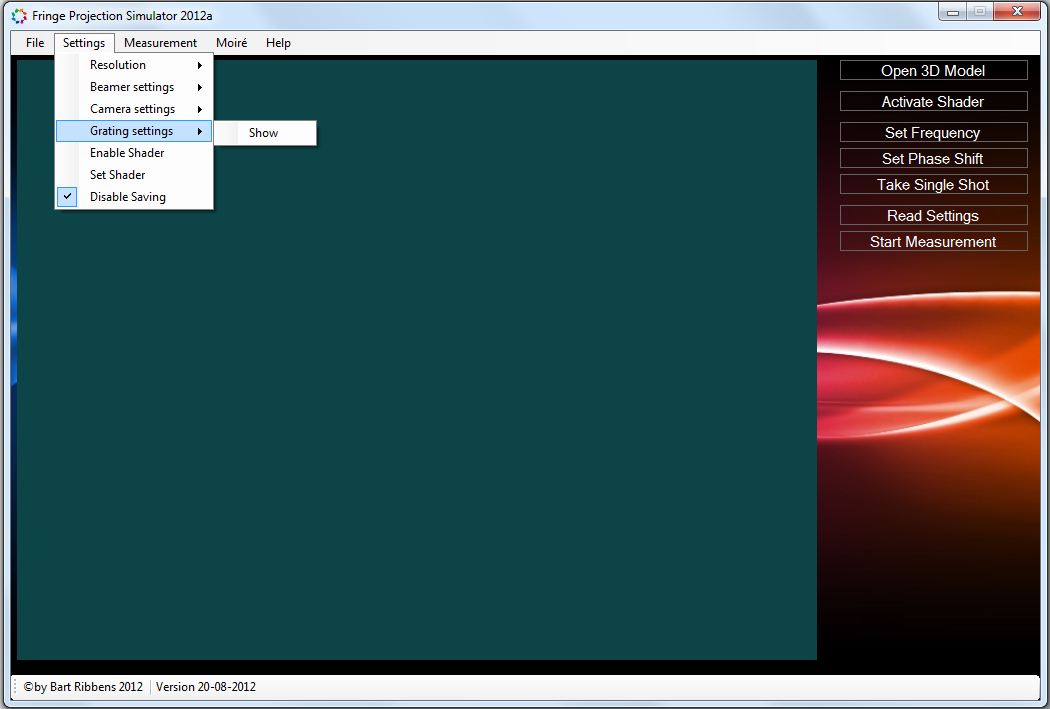 Fringe Projection Simulator 2012a
File Settings Measurement Moiré Help
Resolution
Beamer settings
Camera settings
Grating settings
Show
Enable Shader
Set Shader
Disable Saving
Open 3D Model
Activate Shader
Set Frequency
Set Phase Shift
Take Single Shot
Read Settings
Start Measurement
©by Bart Ribbens 2012 Version 20-08-2012